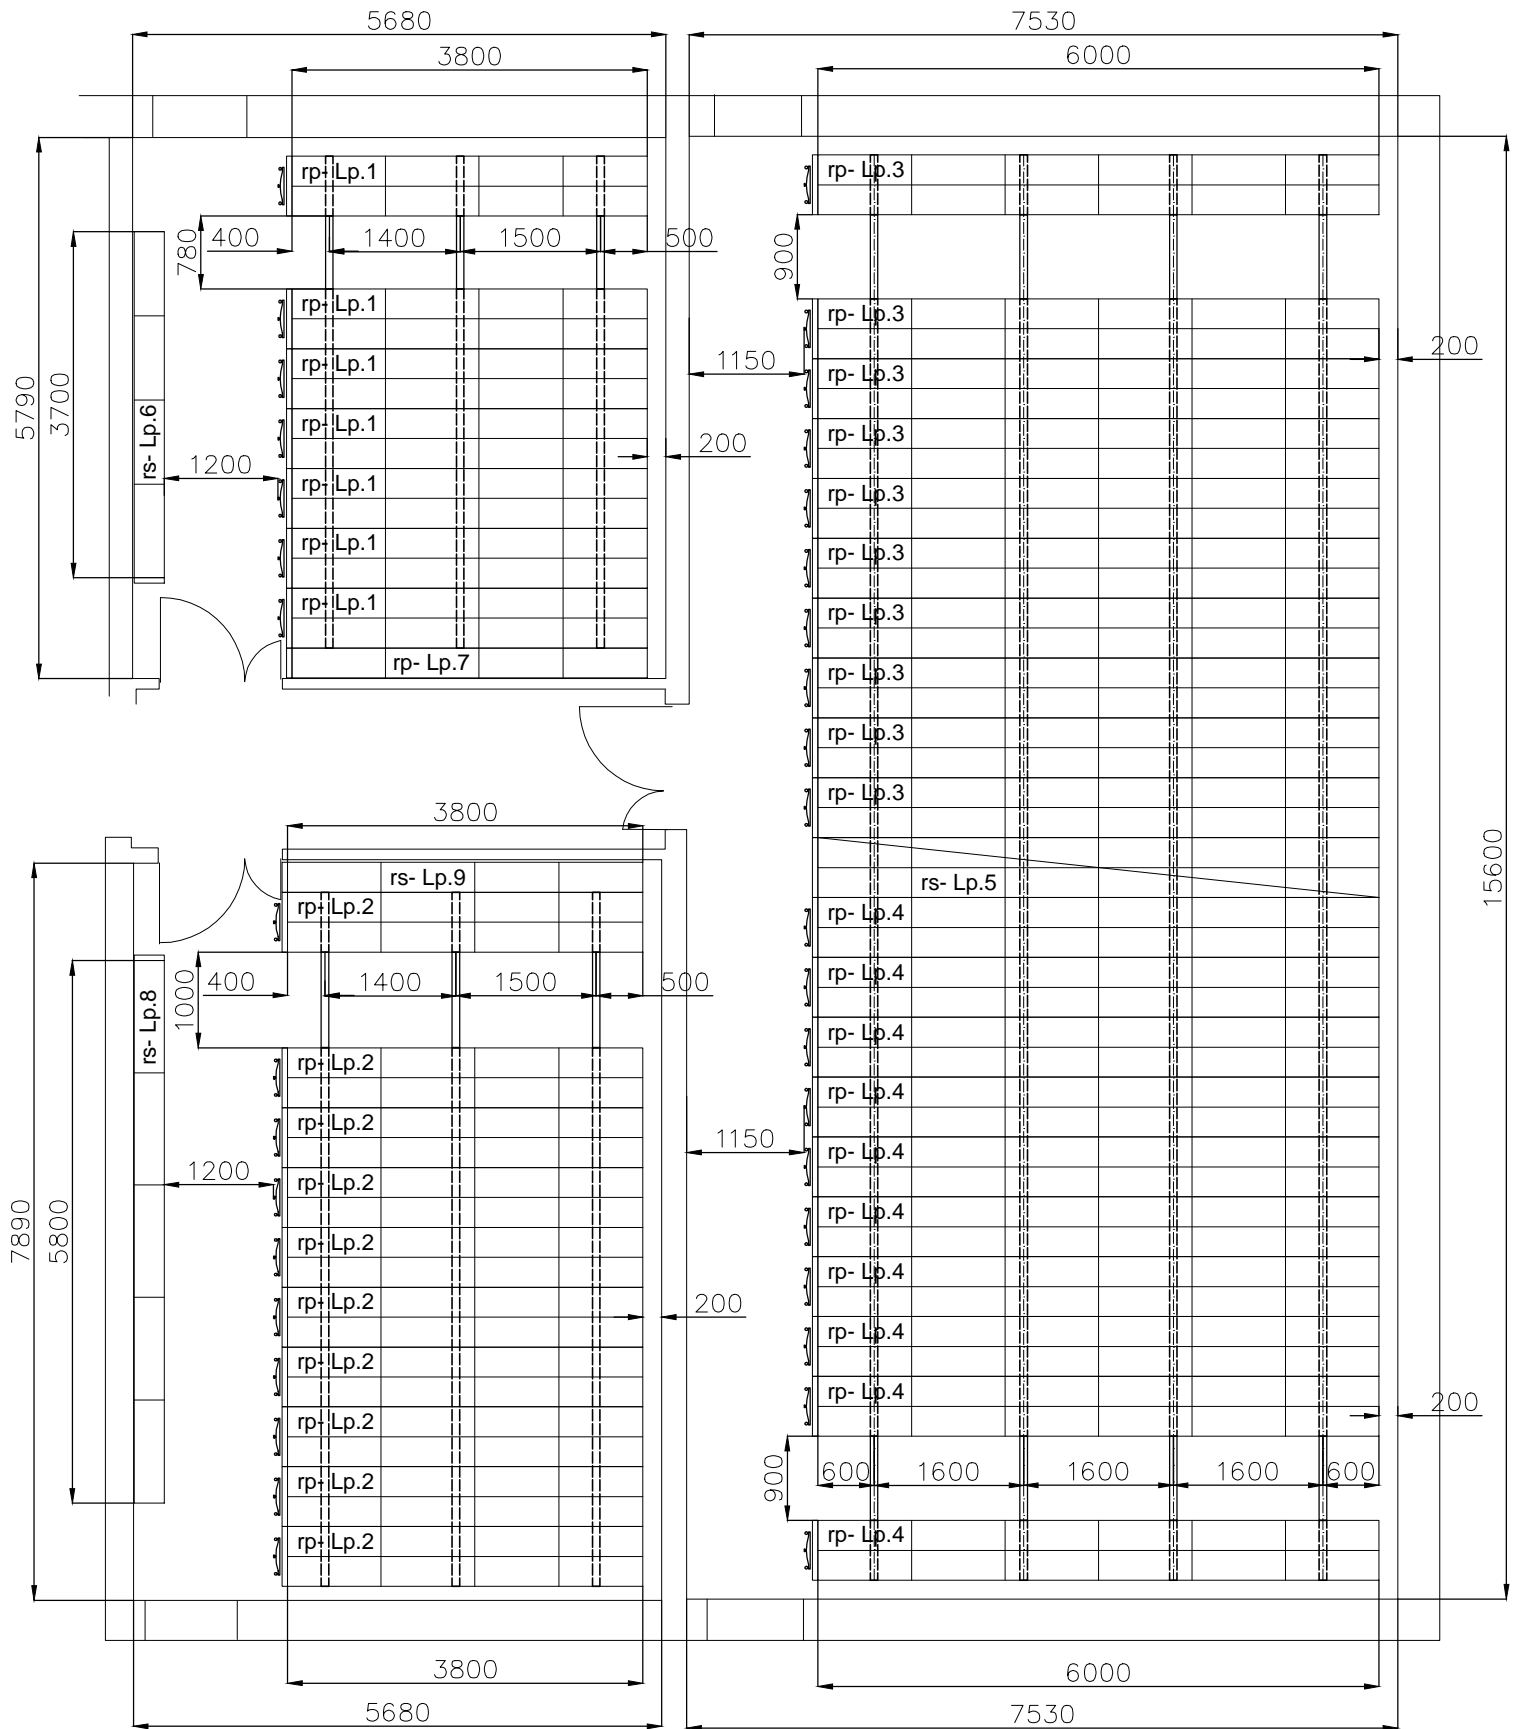 5680
7530
3800
6000
rp- Lp.1
rp- Lp.3
780
400
1400
1500
500
900
rp- Lp.1
rp- Lp.3
200
1150
rp- Lp.1
rp- Lp.3
5790
3700
rs- Lp.6
rp- Lp.1
rp- Lp.3
200
1200
rp- Lp.1
rp- Lp.3
rp- Lp.1
rp- Lp.3
rp- Lp.1
rp- Lp.3
rp- Lp.7
rp- Lp.3
rp- Lp.3
rp- Lp.3
3800
15600
rs- Lp.9
rs- Lp.5
rp- Lp.2
rp- Lp.4
400
1400
1500
500
1000
rs- Lp.8
rp- Lp.4
rp- Lp.2
rp- Lp.4
rp- Lp.2
rp- Lp.4
1150
rp- Lp.4
1200
rp- Lp.2
7890
5800
rp- Lp.4
rp- Lp.2
rp- Lp.4
rp- Lp.2
200
rp- Lp.4
rp- Lp.2
rp- Lp.4
200
rp- Lp.2
900
600
1600
1600
1600
600
rp- Lp.2
rp- Lp.2
rp- Lp.4
3800
6000
5680
7530